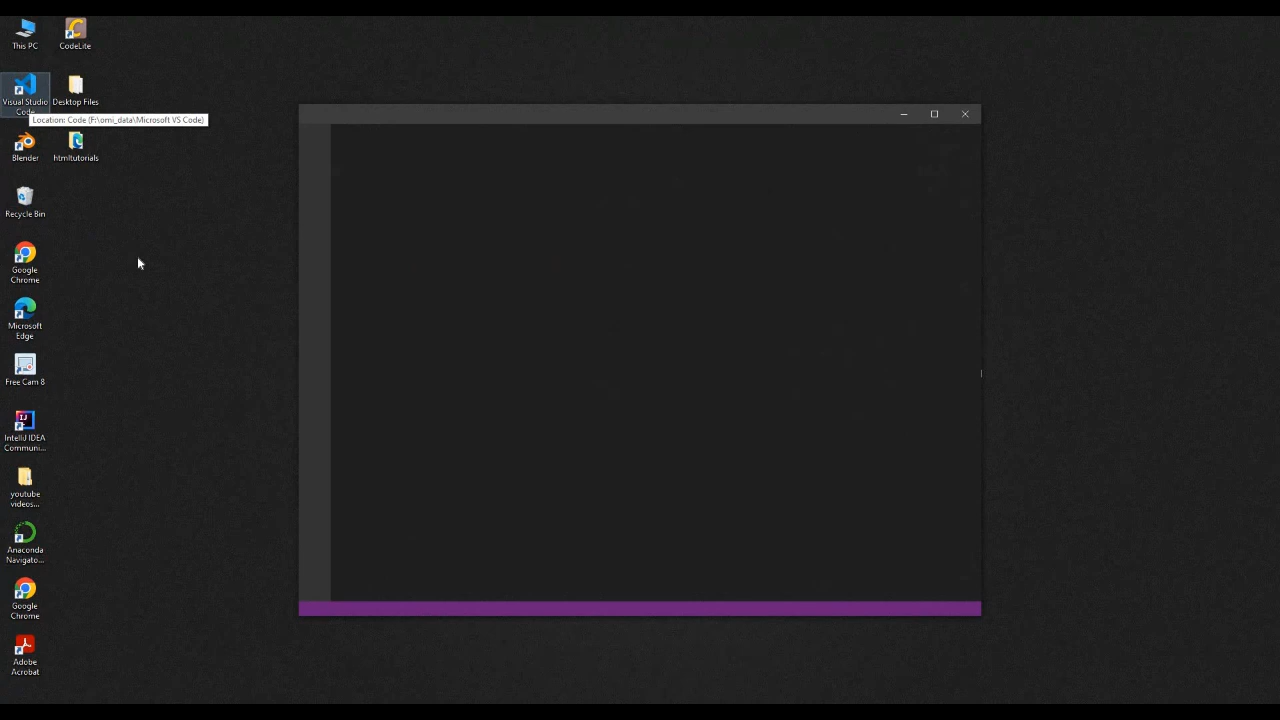 This PC
CodeLite
Visual Studio
Code
Desktop Files
Location: Code (F:\omi_data\Microsoft VS Code)
Blender
htmltutorials
Recycle Bin
Google
Chrome
Microsoft
Edge
Free Cam 8
IntelliJ IDEA
Communi...
youtube
videos...
Anaconda
Navigato...
Google
Chrome
Adobe
Acrobat